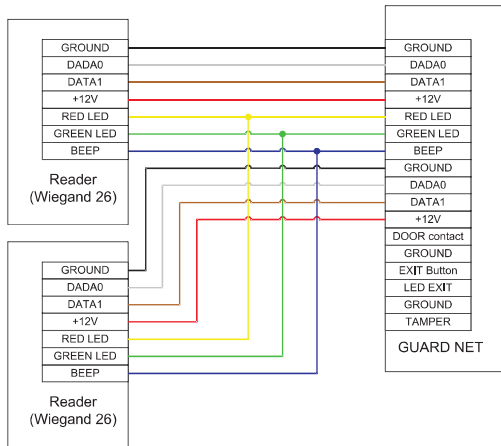 GROUND
DADA0
DATA1
+12V
RED LED
GREEN LED
BEEP
Reader
(Wiegand 26)
GROUND
DADA0
DATA1
+12V
RED LED
GREEN LED
BEEP
Reader
(Wiegand 26)
GROUND
DADA0
DATA1
+12V
RED LED
GREEN LED
BEEP
GROUND
DADA0
DATA1
+12V
DOOR contact
GROUND
EXIT Button
LED EXIT
GROUND
TAMPER
GUARD NET